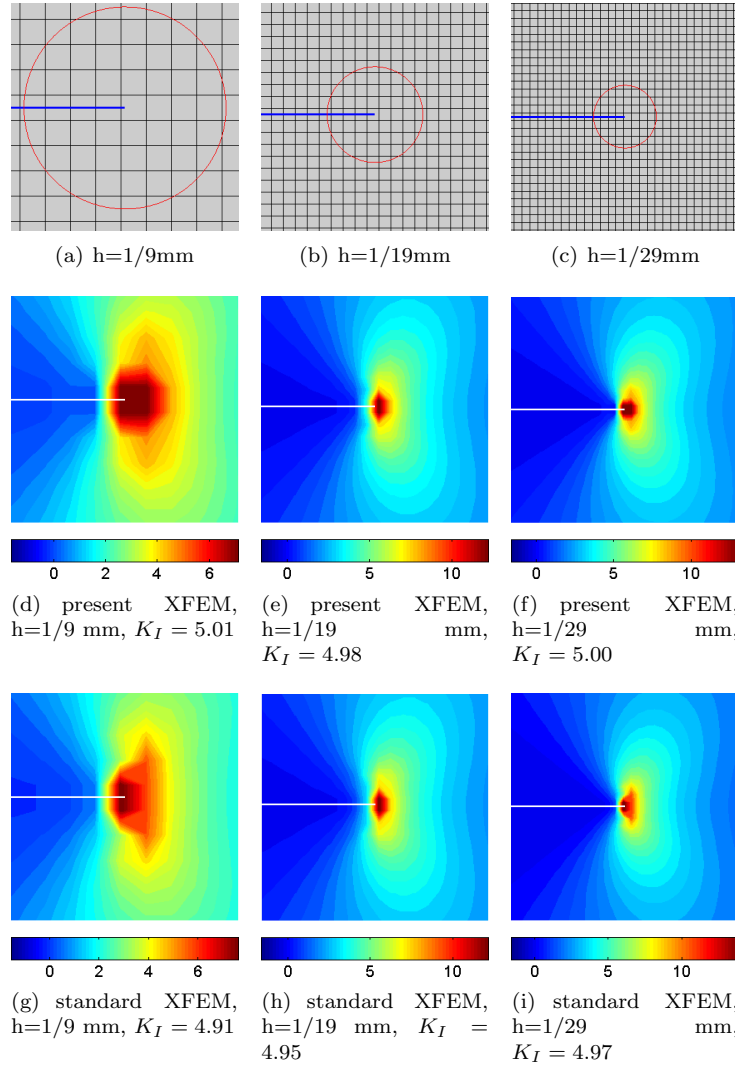 (a) h=1/9mm
(b) h=1/19mm
(c) h=1/29mm
0 2 4 6
0 5 10
0 5 10
(d) present XFEM,
h=1/9 mm, K_I = 5.01
(e) present XFEM,
h=1/19 mm,
K_I = 4.98
(f) present XFEM,
h=1/29 mm,
K_I = 5.00
0 2 4 6
0 5 10
0 5 10
(g) standard XFEM,
h=1/9 mm, K_I = 4.91
(h) standard XFEM,
h=1/19 mm, K_I =
4.95
(i) standard XFEM,
h=1/29 mm,
K_I = 4.97